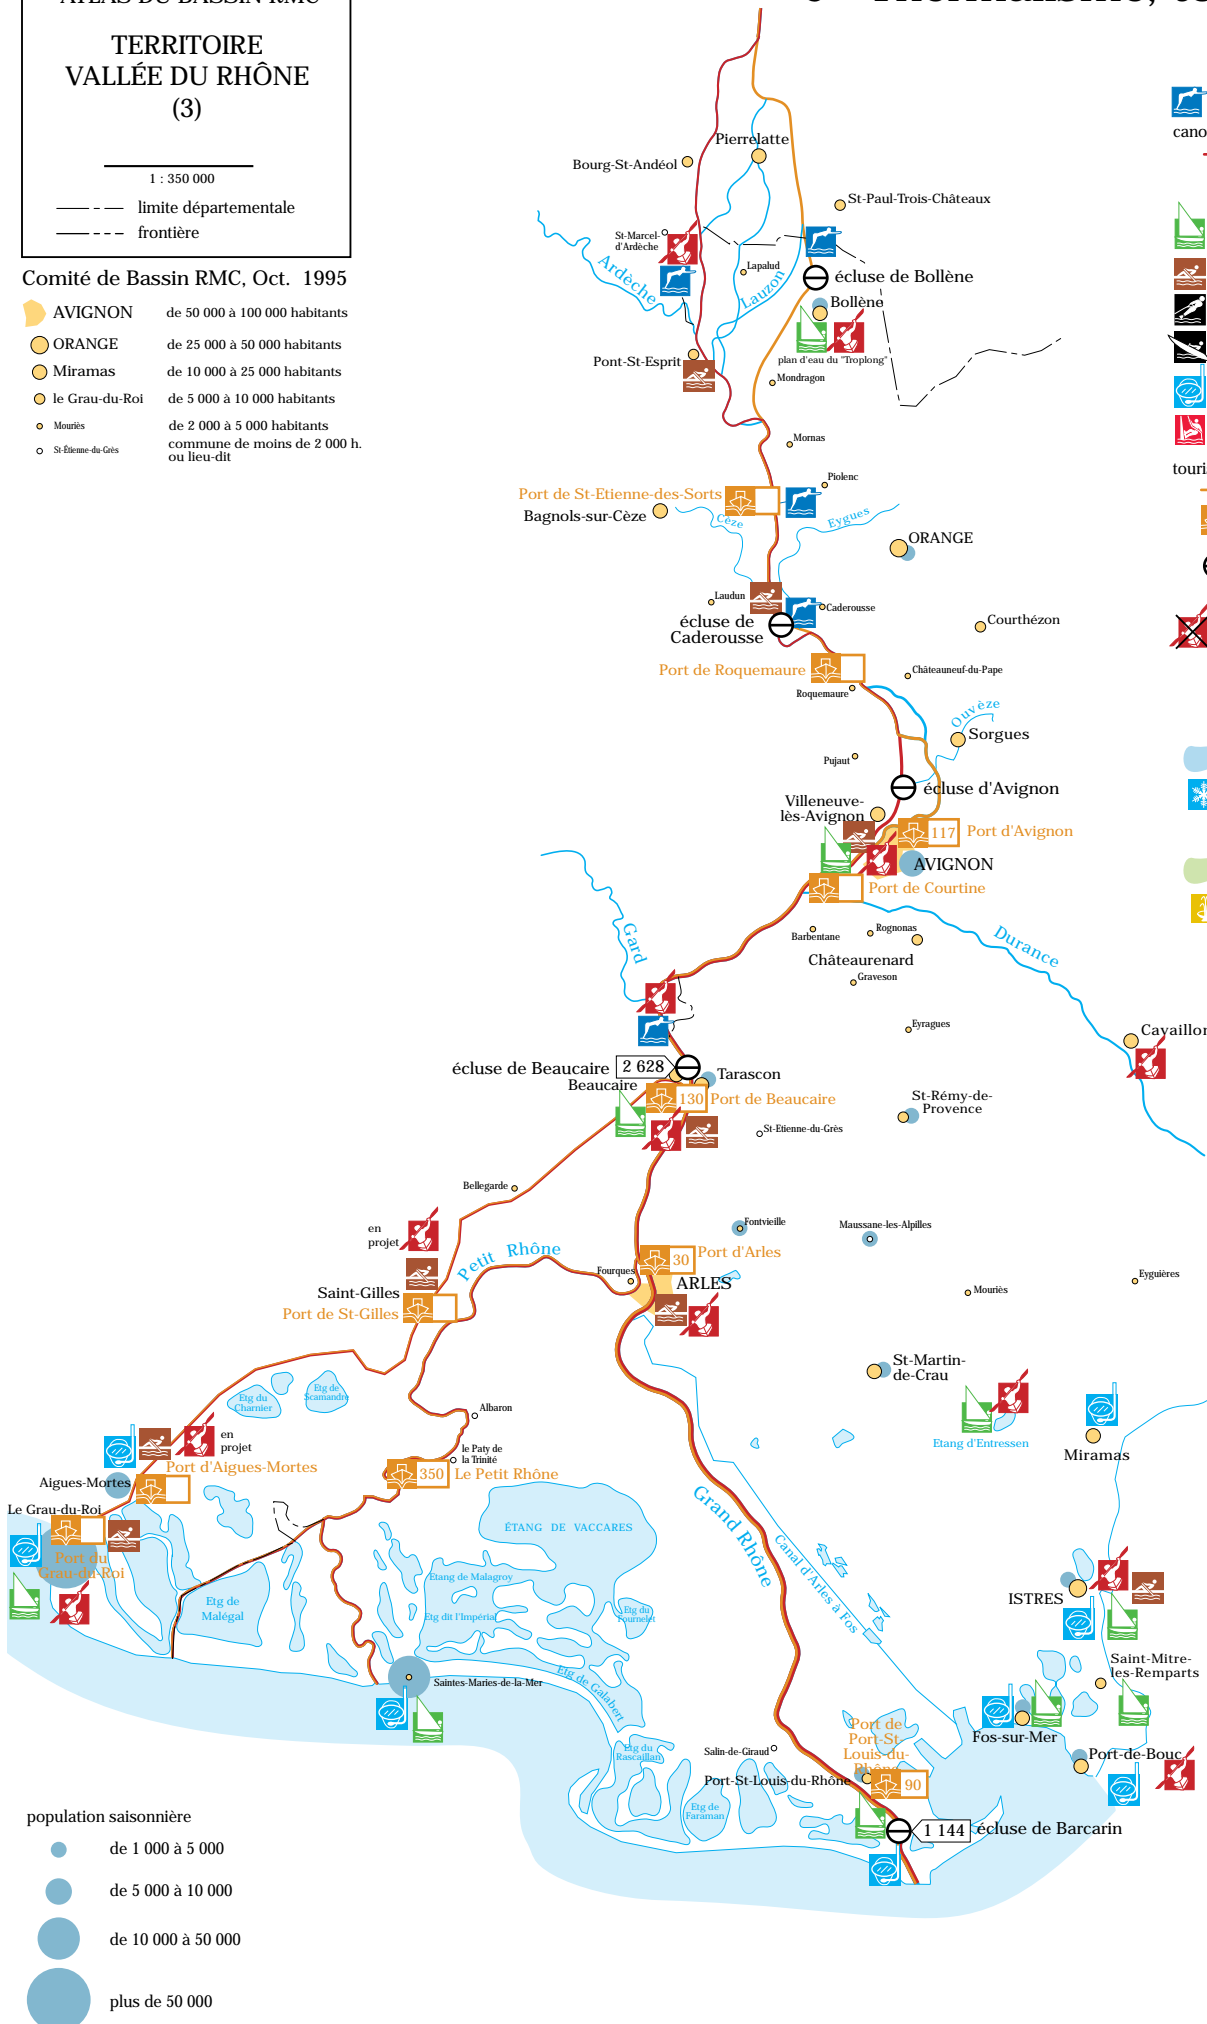 ATLAS DU BASSIN RMC
TERRITOIRE
VALLÉE DU RHÔNE
(3)
1 : 350 000
limite départementale
frontière
Comité de Bassin RMC, Oct. 1995
AVIGNON de 50 000 à 100 000 habitants
ORANGE de 25 000 à 50 000 habitants
Miramas de 10 000 à 25 000 habitants
le Grau-du-Roi de 5 000 à 10 000 habitants
Mouriès de 2 000 à 5 000 habitants
St-Étienne-du-Grès commune de moins de 2 000 h.
ou lieu-dit
Pierrelatte
Bourg-St-Andéol
St-Paul-Trois-Châteaux
St-Marcel-
d'Ardèche
Ardèche
Lapalud
Lauzon
écluse de Bollène
Bollène
plan d'eau du "Troplong"
Pont-St-Esprit
Mondragon
Mornas
Piolenc
Port de St-Etienne-des-Sorts
Bagnols-sur-Cèze
Cèze
Eygues
ORANGE
Laudun
Caderousse
écluse de
Caderousse
Courthézon
Port de Roquemaure
Châteauneuf-du-Pape
Roquemaure
Ouvèze
Sorgues
Pujaut
écluse d'Avignon
Villeneuve-
lès-Avignon
117
Port d'Avignon
AVIGNON
Port de Courtine
Gard
Barbentane
Rognonas
Durance
Châteaurenard
Graveson
Eyragues
Cavaillon
écluse de Beaucaire
2 628
Tarascon
Beaucaire
130
Port de Beaucaire
St-Rémy-de-
Provence
St-Etienne-du-Grès
Bellegarde
en
projet
Petit Rhône
Fontvieille
Maussane-les-Alpilles
30
Port d'Arles
Fourques
ARLES
Eyguières
Mouriès
Saint-Gilles
Port de St-Gilles
St-Martin-
de-Crau
Etg du
Charnier
Etg de
Scamandre
Albaron
Etang d'Entressen
Miramas
en
projet
le Paty de
la Trinité
Port d'Aigues-Mortes
350
Le Petit Rhône
Aigues-Mortes
Le Grau-du-Roi
Port du
Grau-du-Roi
Grand Rhône
ÉTANG DE VACCARES
Canal d'Arles à Fos
Etang de Malagroy
Etg de
Malégal
Etg dit l'Impérial
Etg du
Fournelet
ISTRES
Saint-Mitre-
les-Remparts
Etg de Galabert
Saintes-Maries-de-la-Mer
Fos-sur-Mer
Port de
Port-St-
Louis du-
Rhône
Etg du
Rascaillan
Salin-de-Giraud
Port-St-Louis-du-Rhône
90
Port-de-Bouc
Etg de
Faraman
1 144
écluse de Barcarin
population saisonnière
de 1 000 à 5 000
de 5 000 à 10 000
de 10 000 à 50 000
plus de 50 000